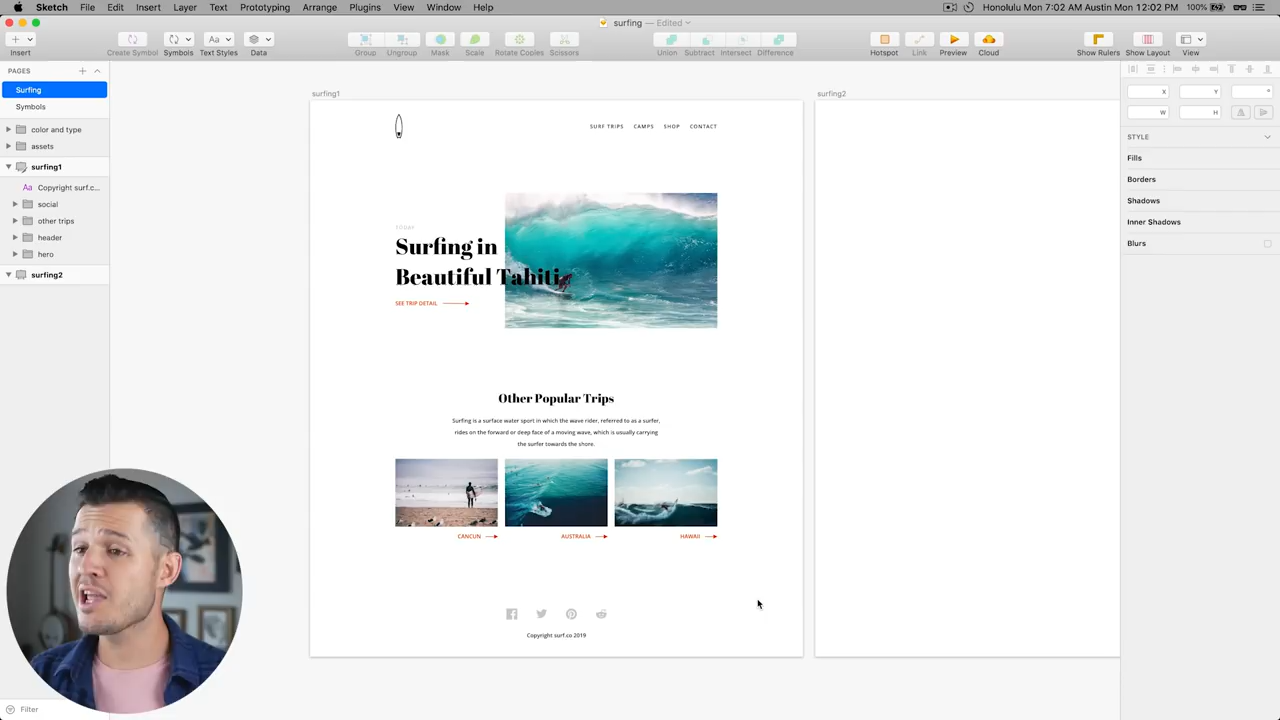 Sketch File Edit Insert Layer Text Prototyping Arrange Plugins View Window Help Honolulu Mon 7:02 AM Austin Mon 12:02 PM 100%
surfing — Edited
Insert Create Symbol Symbols Text Styles Data Group Ungroup Mask Scale Rotate Copies Scissors Union Subtract Intersect Difference Hotspot Link Preview Cloud Show Rulers Show Layout View
PAGES
Surfing
Symbols
color and type
assets
surfing1
Aa Copyright surf.c...
social
other trips
header
hero
surfing2
Filter
surfing1
SURF TRIPS CAMPS SHOP CONTACT
TODAY
Surfing in
Beautiful Tahiti
SEE TRIP DETAIL
Other Popular Trips
Surfing is a surface water sport in which the wave rider, referred to as a surfer,
rides on the forward or deep face of a moving wave, which is usually carrying
the surfer towards the shore.
CANCUN AUSTRALIA HAWAII
Copyright surf.co 2019
surfing2
X Y °
W H
STYLE
Fills
Borders
Shadows
Inner Shadows
Blurs